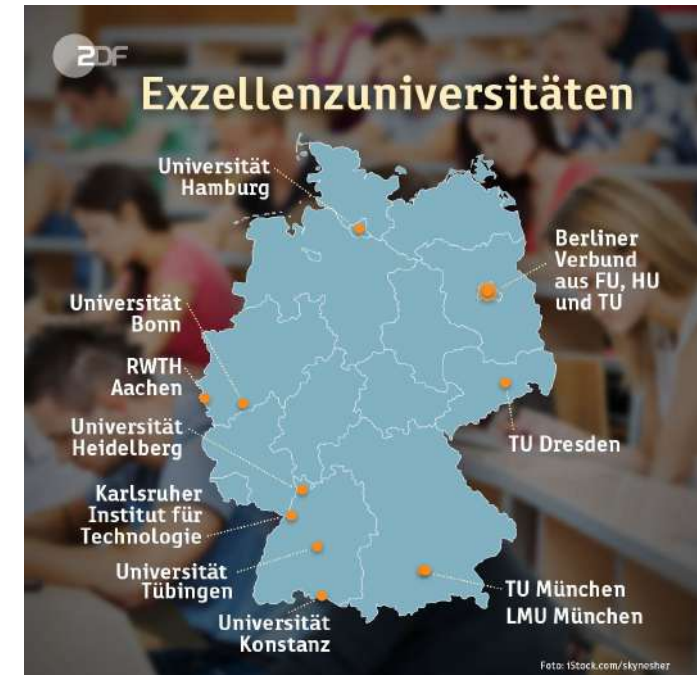 ZDF
Exzellenzuniversitäten
Universität
Hamburg
Berliner
Verbund
aus FU, HU
und TU
Universität
Bonn
RWTH
Aachen
Universität
Heidelberg
TU Dresden
Karlsruher
Institut für
Technologie
Universität
Tübingen
TU München
LMU München
Universität
Konstanz
Foto: iStock.com/skynesher